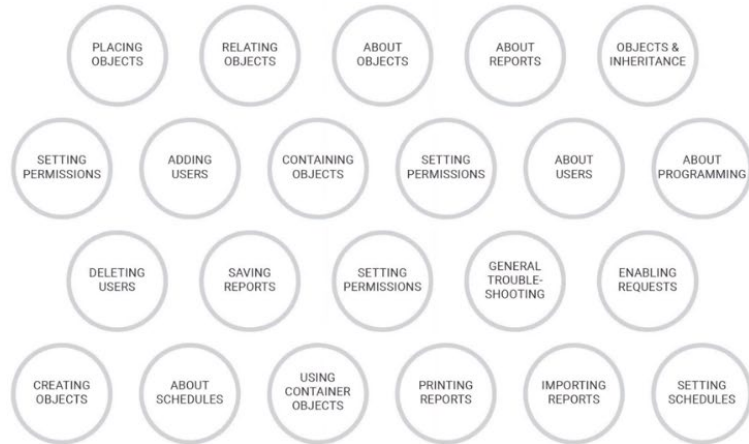 PLACING
OBJECTS
RELATING
OBJECTS
ABOUT
OBJECTS
ABOUT
REPORTS
OBJECTS &
INHERITANCE
SETTING
PERMISSIONS
ADDING
USERS
CONTAINING
OBJECTS
SETTING
PERMISSIONS
ABOUT
USERS
ABOUT
PROGRAMMING
DELETING
USERS
SAVING
REPORTS
SETTING
PERMISSIONS
GENERAL
TROUBLE-
SHOOTING
ENABLING
REQUESTS
CREATING
OBJECTS
ABOUT
SCHEDULES
USING
CONTAINER
OBJECTS
PRINTING
REPORTS
IMPORTING
REPORTS
SETTING
SCHEDULES